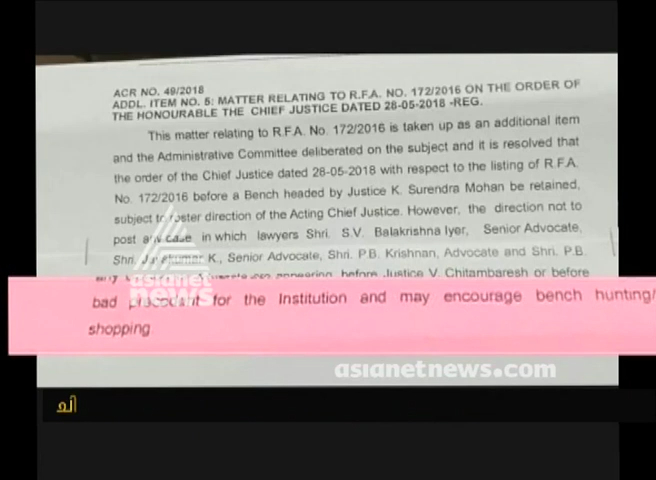 ACR NO. 49/2018
ADDL. ITEM NO. 5: MATTER RELATING TO R.F.A. NO. 172/2016 ON THE ORDER OF
THE HONOURABLE THE CHIEF JUSTICE DATED 28-05-2018 -REG.
This matter relating to R.F.A. No. 172/2016 is taken up as an additional item
and the Administrative Committee deliberated on the subject and it is resolved that
the order of the Chief Justice dated 28-05-2018 with respect to the listing of R.F.A.
No. 172/2016 before a Bench headed by Justice K. Surendra Mohan be retained,
subject to roster direction of the Acting Chief Justice. However, the direction not to
post any case in which lawyers Shri. S.V. Balakrishna Iyer, Senior Advocate,
Shri. K., Senior Advocate, Shri. P.B. Krishnan, Advocate and Shri. P.B.
appearing before Justice V. Chitambaresh or before
bad for the Institution and may encourage bench hunting/
shopping
asianet
news
asianetnews.com
ചി